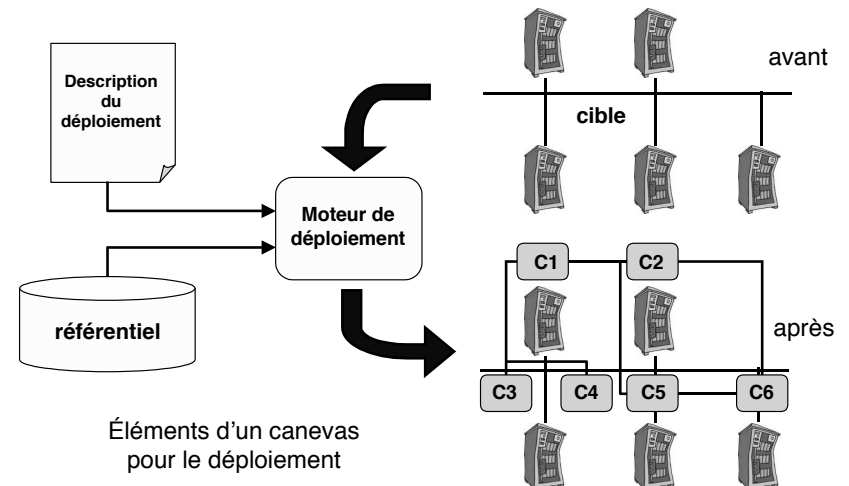 Description
du
déploiement
avant
cible
Moteur de
déploiement
C1
C2
référentiel
après
C3
C4
C5
C6
Éléments d'un canevas
pour le déploiement